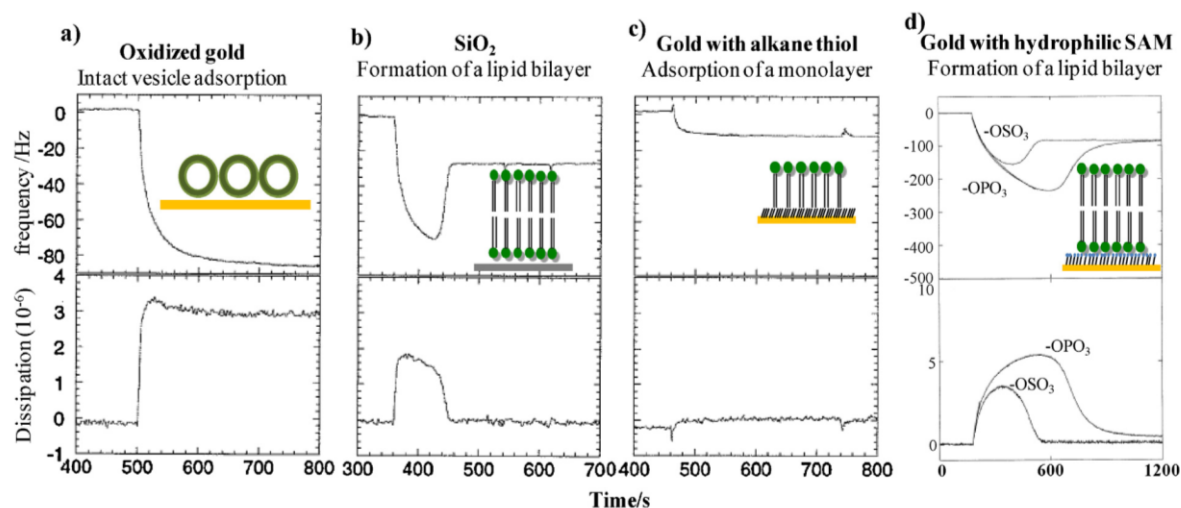 a)
Oxidized gold
Intact vesicle adsorption
b)
SiO₂
Formation of a lipid bilayer
c)
Gold with alkane thiol
Adsorption of a monolayer
d)
Gold with hydrophilic SAM
Formation of a lipid bilayer
frequency /Hz
0
-20
-40
-60
-80
50
0
-100
-200
-300
-400
-500
-OSO₃
-OPO₃
Dissipation (10⁻⁶)
4
3
2
1
0
-1
10
5
0
-OPO₃
-OSO₃
400 500 600 700 800
300 400 500 600 700
400 500 600 700 800
0 600 1200
Time/s